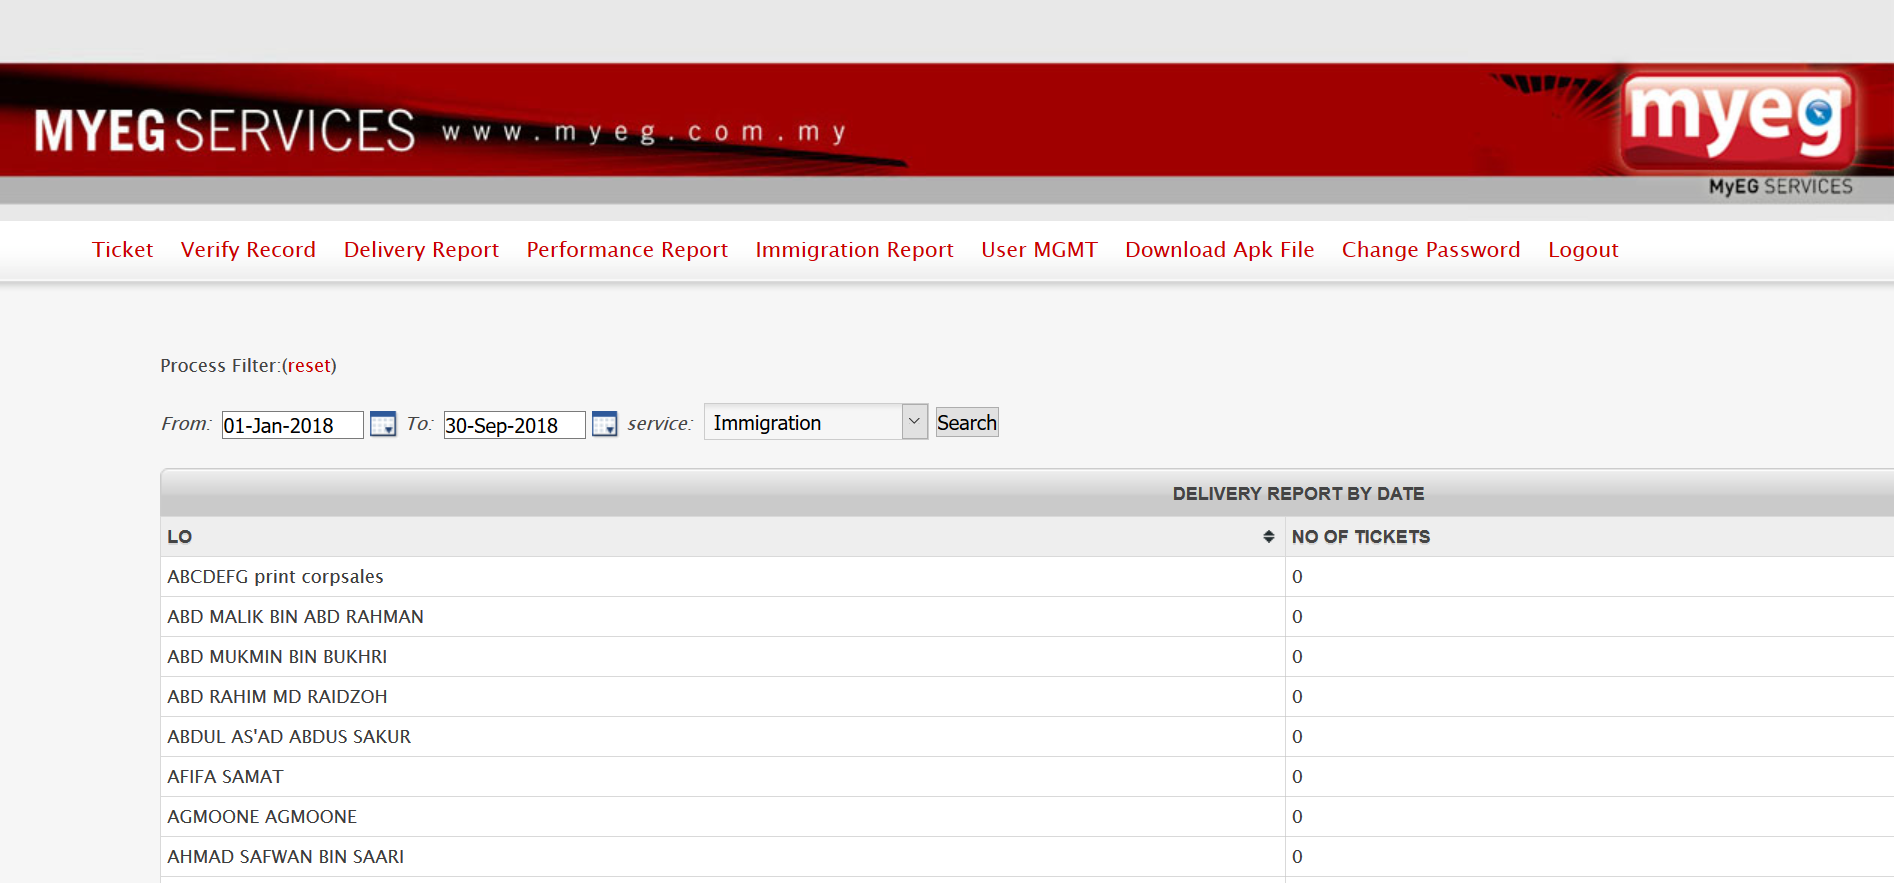 MYEG SERVICES www.myeg.com.my
myeg
MyEG SERVICES
Ticket Verify Record Delivery Report Performance Report Immigration Report User MGMT Download Apk File Change Password Logout
Process Filter:(reset)
From: 01-Jan-2018 To: 30-Sep-2018 service: Immigration Search
DELIVERY REPORT BY DATE
LO NO OF TICKETS
ABCDEFG print corpsales 0
ABD MALIK BIN ABD RAHMAN 0
ABD MUKMIN BIN BUKHRI 0
ABD RAHIM MD RAIDZOH 0
ABDUL AS'AD ABDUS SAKUR 0
AFIFA SAMAT 0
AGMOONE AGMOONE 0
AHMAD SAFWAN BIN SAARI 0